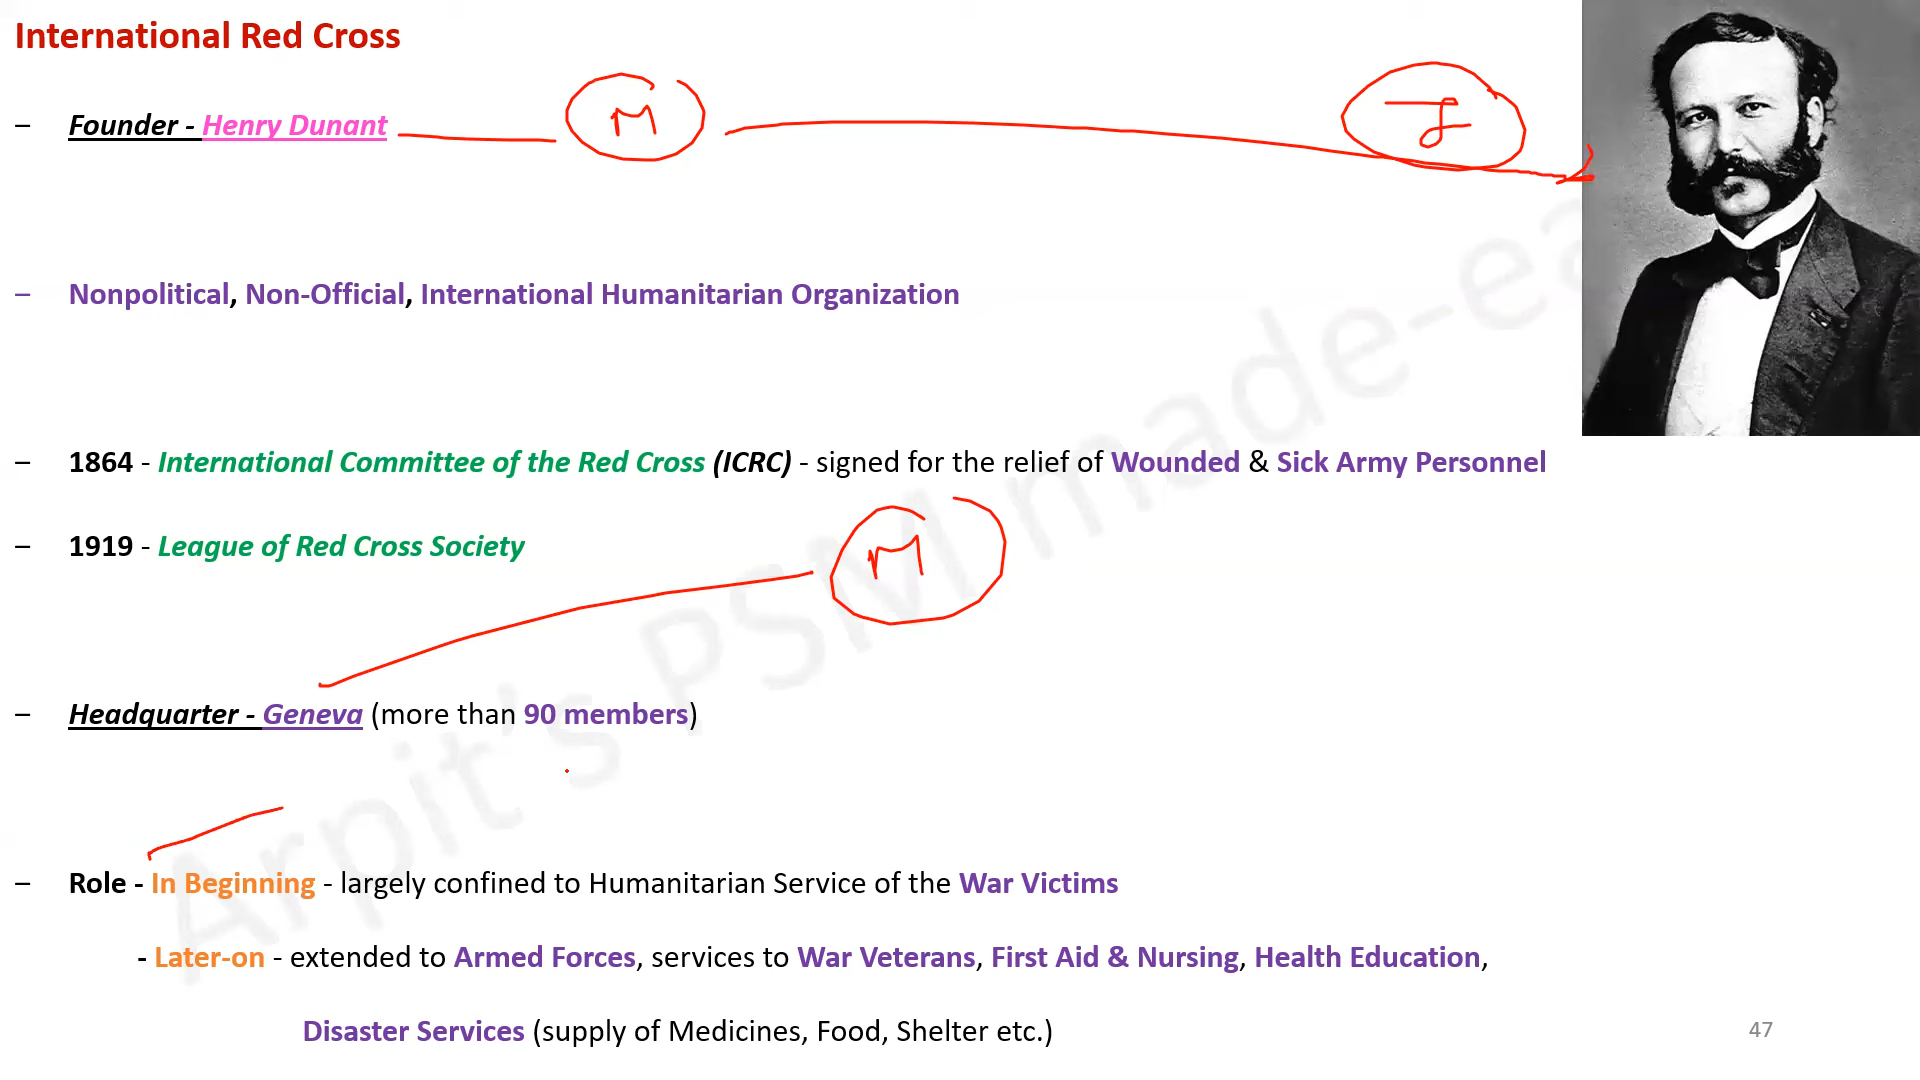 International Red Cross
– Founder - Henry Dunant M
– Nonpolitical, Non-Official, International Humanitarian Organization
– 1864 - International Committee of the Red Cross (ICRC) - signed for the relief of Wounded & Sick Army Personnel
– 1919 - League of Red Cross Society M
– Headquarter - Geneva (more than 90 members)
– Role - In Beginning - largely confined to Humanitarian Service of the War Victims
- Later-on - extended to Armed Forces, services to War Veterans, First Aid & Nursing, Health Education,
Disaster Services (supply of Medicines, Food, Shelter etc.)
47
Arpit's PSM made-ea